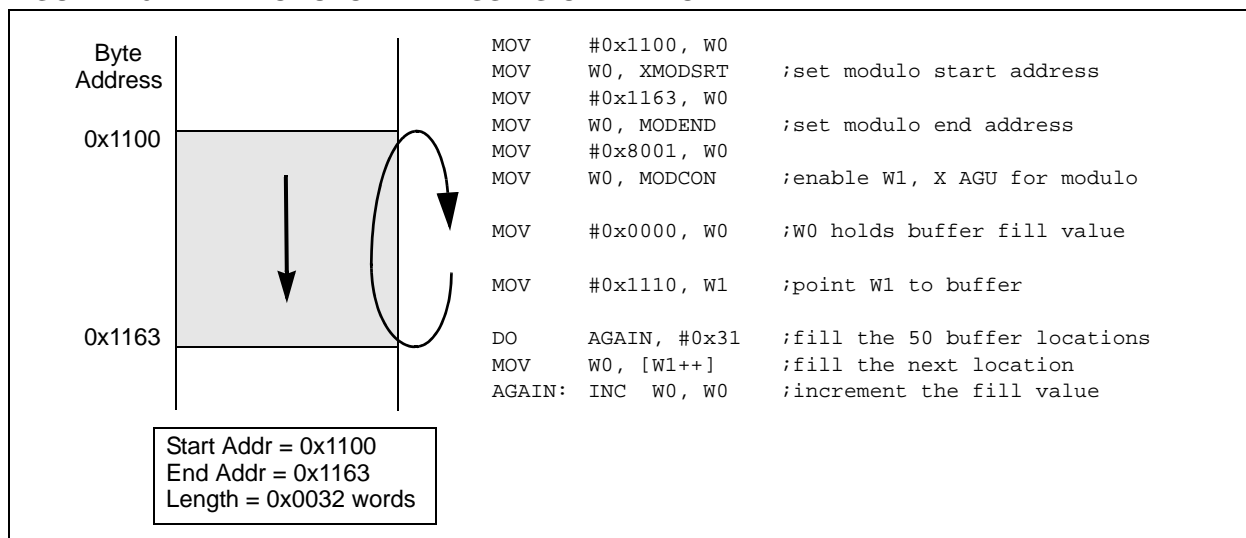 Byte
Address
0x1100
0x1163
Start Addr = 0x1100
End Addr = 0x1163
Length = 0x0032 words
MOV #0x1100, W0
MOV W0, XMODSRT ;set modulo start address
MOV #0x1163, W0
MOV W0, MODEND ;set modulo end address
MOV #0x8001, W0
MOV W0, MODCON ;enable W1, X AGU for modulo
MOV #0x0000, W0 ;W0 holds buffer fill value
MOV #0x1110, W1 ;point W1 to buffer
DO AGAIN, #0x31 ;fill the 50 buffer locations
MOV W0, [W1++] ;fill the next location
AGAIN: INC W0, W0 ;increment the fill value